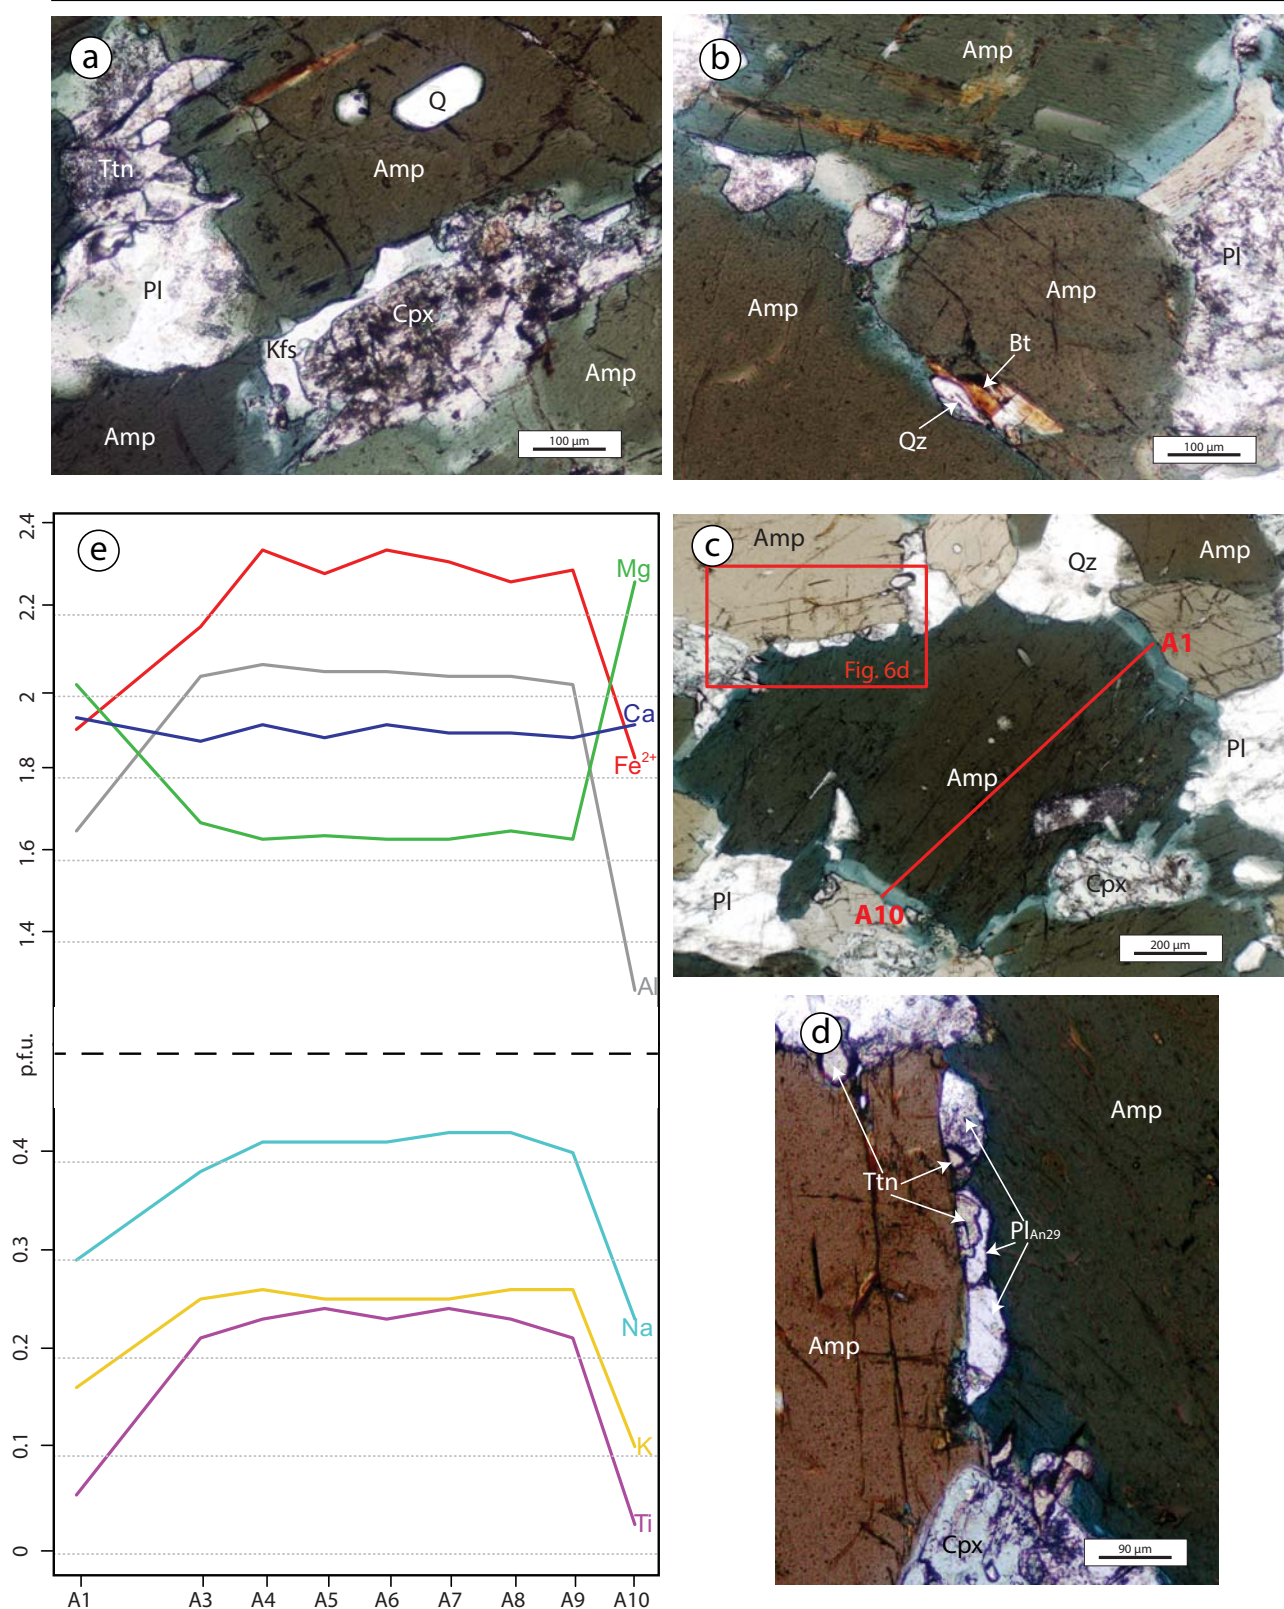 a
Q
Ttn
Amp
Pl
Cpx
Kfs
Amp
Amp
100 µm
b
Amp
Amp
Amp
Pl
Bt
Qz
100 µm
e
2.4
2.2
2
1.8
1.6
1.4
p.f.u.
0.4
0.3
0.2
0.1
0
Mg
Ca
Fe²⁺
Al
Na
K
Ti
A1 A3 A4 A5 A6 A7 A8 A9 A10
c
Amp
Qz
Amp
A1
Fig. 6d
Amp
Pl
Pl
Cpx
A10
200 µm
d
Amp
Ttn
PlAn29
Amp
Cpx
90 µm